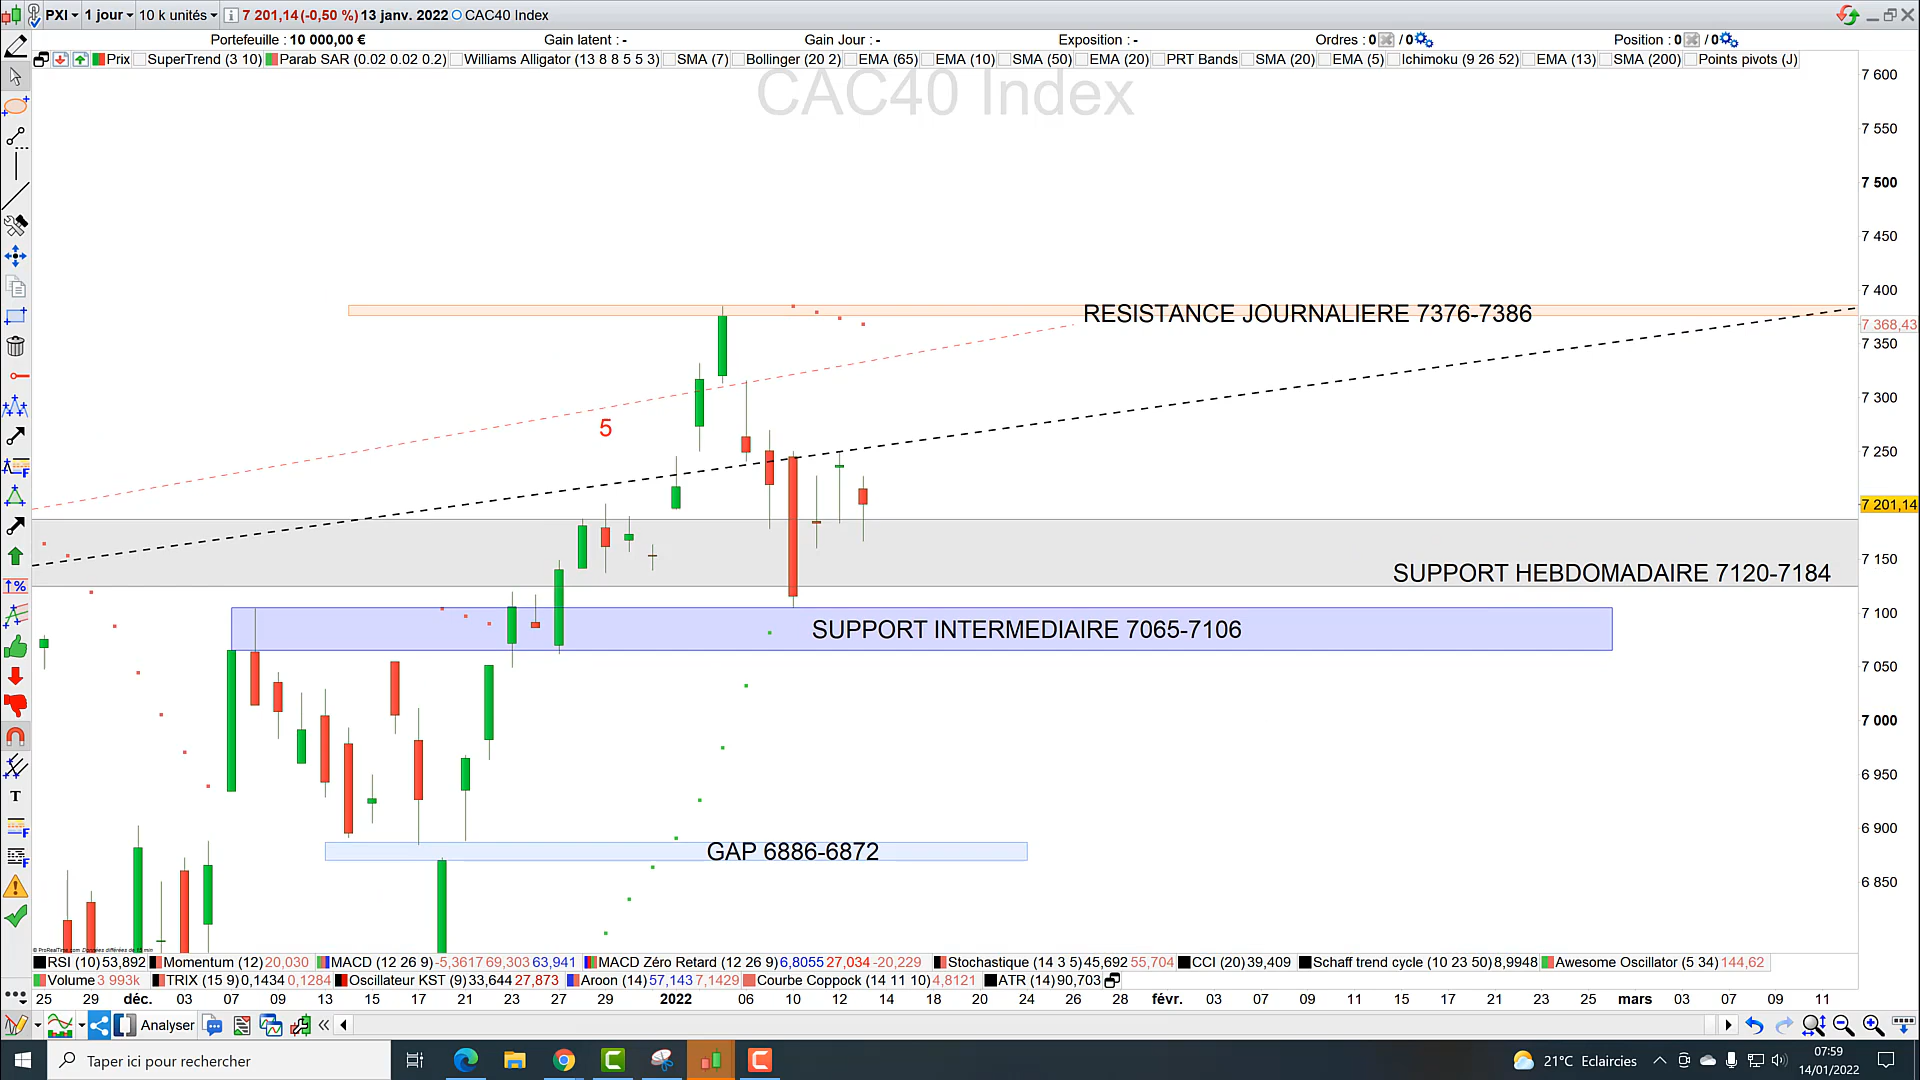 PXI 1 jour 10 k unités 7 201,14 (-0,50 %) 13 janv. 2022 CAC40 Index
Portefeuille : 10 000,00 € Gain latent : - Gain Jour : - Exposition : - Ordres : 0 / 0 Position : 0 / 0
Prix SuperTrend (3 10) Parab SAR (0.02 0.02 0.2) Williams Alligator (13 8 8 5 5 3) SMA (7) Bollinger (20 2) EMA (65) EMA (10) SMA (50) EMA (20) PRT Bands SMA (20) EMA (5) Ichimoku (9 26 52) EMA (13) SMA (200) Points pivots (J)
CAC40 Index
7 600
7 550
7 500
7 450
7 400
RESISTANCE JOURNALIERE 7376-7386
7 368,43
7 350
7 300
5
7 250
7 201,14
7 150
SUPPORT HEBDOMADAIRE 7120-7184
7 100
SUPPORT INTERMEDIAIRE 7065-7106
7 050
7 000
6 950
6 900
GAP 6886-6872
6 850
© ProRealTime.com Données différées de 15 min
RSI (10) 53,892 Momentum (12) 20,030 MACD (12 26 9) -5,3617 69,303 63,941 MACD Zéro Retard (12 26 9) 6,8055 27,034 -20,229 Stochastique (14 3 5) 45,692 55,704 CCI (20) 39,409 Schaff trend cycle (10 23 50) 8,9948 Awesome Oscillator (5 34) 144,62
Volume 3 993k TRIX (15 9) 0,1434 0,1284 Oscillateur KST (9) 33,644 27,873 Aroon (14) 57,143 7,1429 Courbe Coppock (14 11 10) 4,8121 ATR (14) 90,703
25 29 déc. 03 07 09 13 15 17 21 23 27 29 2022 06 10 12 14 18 20 24 26 28 févr. 03 07 09 11 15 17 21 23 25 mars 03 07 09 11
Analyser
Taper ici pour rechercher
21°C Eclaircies
07:59
14/01/2022